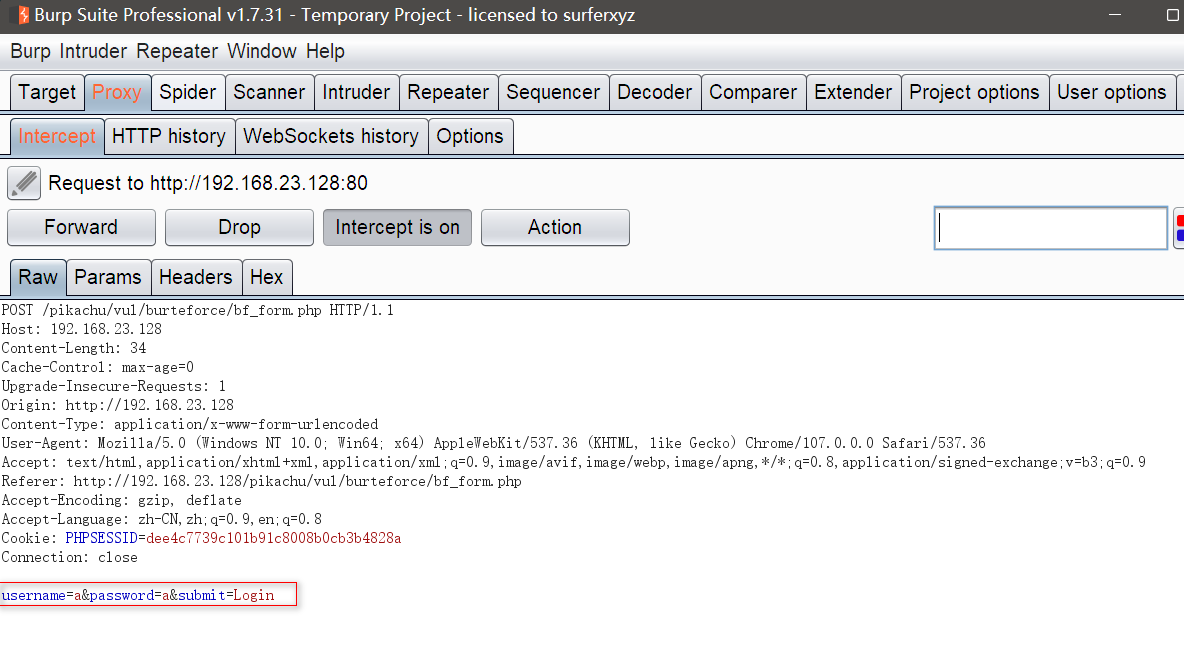 Burp Suite Professional v1.7.31 - Temporary Project - licensed to surferxyz
Burp Intruder Repeater Window Help
Target Proxy Spider Scanner Intruder Repeater Sequencer Decoder Comparer Extender Project options User options
Intercept HTTP history WebSockets history Options
Request to http://192.168.23.128:80
Forward Drop Intercept is on Action
Raw Params Headers Hex
POST /pikachu/vul/burteforce/bf_form.php HTTP/1.1
Host: 192.168.23.128
Content-Length: 34
Cache-Control: max-age=0
Upgrade-Insecure-Requests: 1
Origin: http://192.168.23.128
Content-Type: application/x-www-form-urlencoded
User-Agent: Mozilla/5.0 (Windows NT 10.0; Win64; x64) AppleWebKit/537.36 (KHTML, like Gecko) Chrome/107.0.0.0 Safari/537.36
Accept: text/html,application/xhtml+xml,application/xml;q=0.9,image/avif,image/webp,image/apng,*/*;q=0.8,application/signed-exchange;v=b3;q=0.9
Referer: http://192.168.23.128/pikachu/vul/burteforce/bf_form.php
Accept-Encoding: gzip, deflate
Accept-Language: zh-CN,zh;q=0.9,en;q=0.8
Cookie: PHPSESSID=dee4c7739c101b91c8008b0cb3b4828a
Connection: close
username=a&password=a&submit=Login